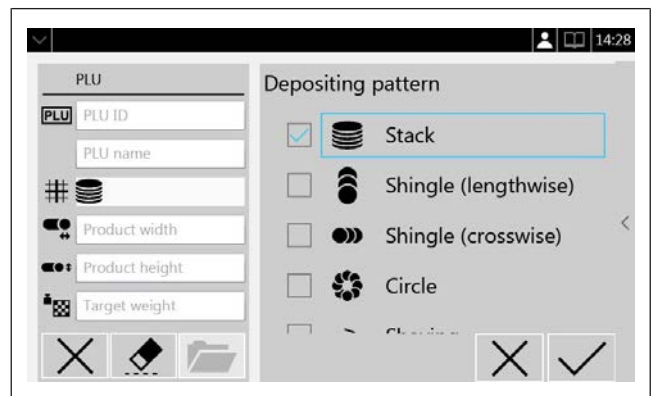 14:28
PLU
PLU PLU ID
PLU name
Product width
Product height
Target weight
Depositing pattern
Stack
Shingle (lengthwise)
Shingle (crosswise)
Circle